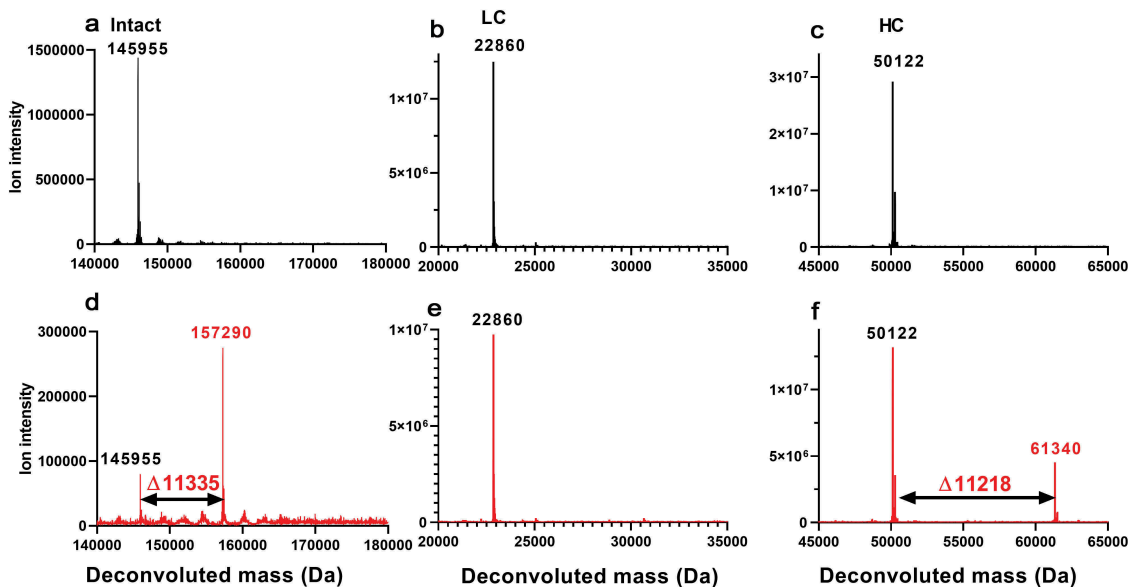 a Intact
145955
Ion intensity
1500000
1000000
500000
0
140000 150000 160000 170000 180000
b LC
22860
1×10⁷
5×10⁶
0
20000 25000 30000 35000
c HC
50122
3×10⁷
2×10⁷
1×10⁷
0
45000 50000 55000 60000 65000
d
157290
145955
Δ11335
Ion intensity
300000
200000
100000
0
140000 150000 160000 170000 180000
Deconvoluted mass (Da)
e
22860
1×10⁷
5×10⁶
0
20000 25000 30000 35000
Deconvoluted mass (Da)
f
50122
61340
Δ11218
1×10⁷
5×10⁶
0
45000 50000 55000 60000 65000
Deconvoluted mass (Da)